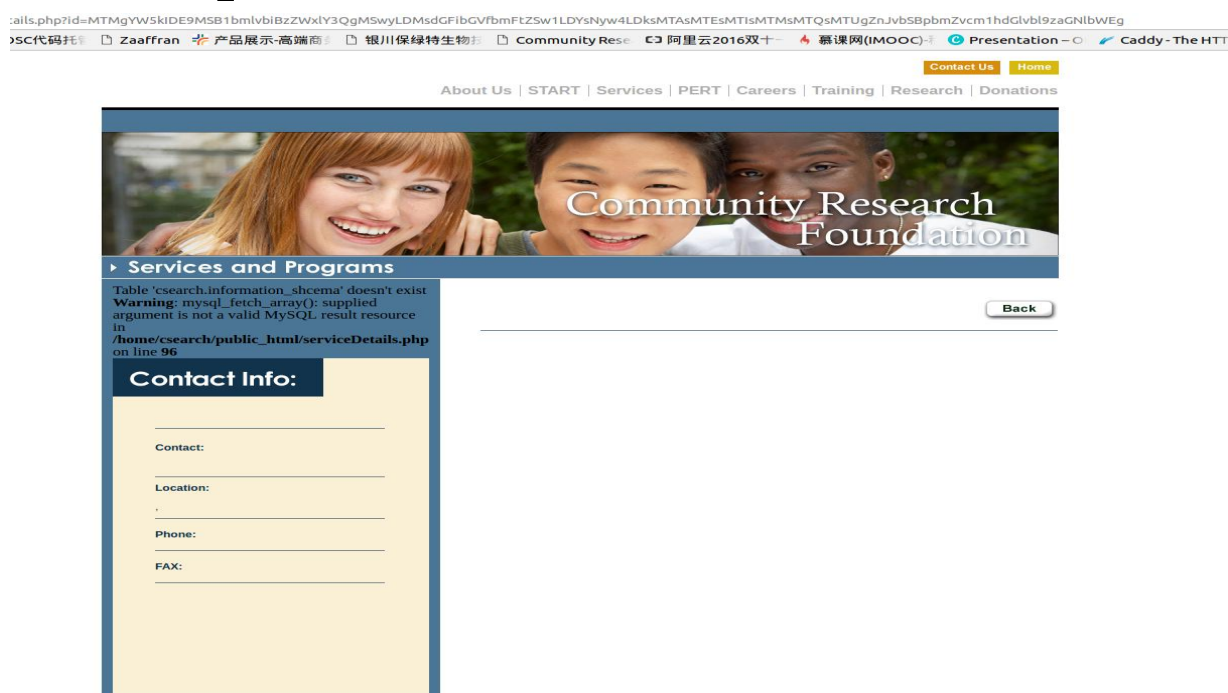 :ails.php?id=MTMgYW5kIDE9MSB1bmlvbiBzZWxlY3QgMSwyLDMsdGFibGVfbmFtZSw1LDYsNyw4LDksMTAsMTEsMTIsMTMsMTQsMTUgZnJvbSBpbmZvcm1hdGlvbl9zaGNlbWEg
OSC代码托管 Zaaffran 产品展示-高端商 银川保绿特生物技 Community Rese 阿里云2016双十一 慕课网(IMOOC)- Presentation – O Caddy - The HTT
Contact Us Home
About Us | START | Services | PERT | Careers | Training | Research | Donations
Community Research
Foundation
Services and Programs
Table 'csearch.information_shcema' doesn't exist
Warning: mysql_fetch_array(): supplied
argument is not a valid MySQL result resource
in
/home/csearch/public_html/serviceDetails.php
on line 96
Back
Contact Info:
Contact:
Location:
,
Phone:
FAX: